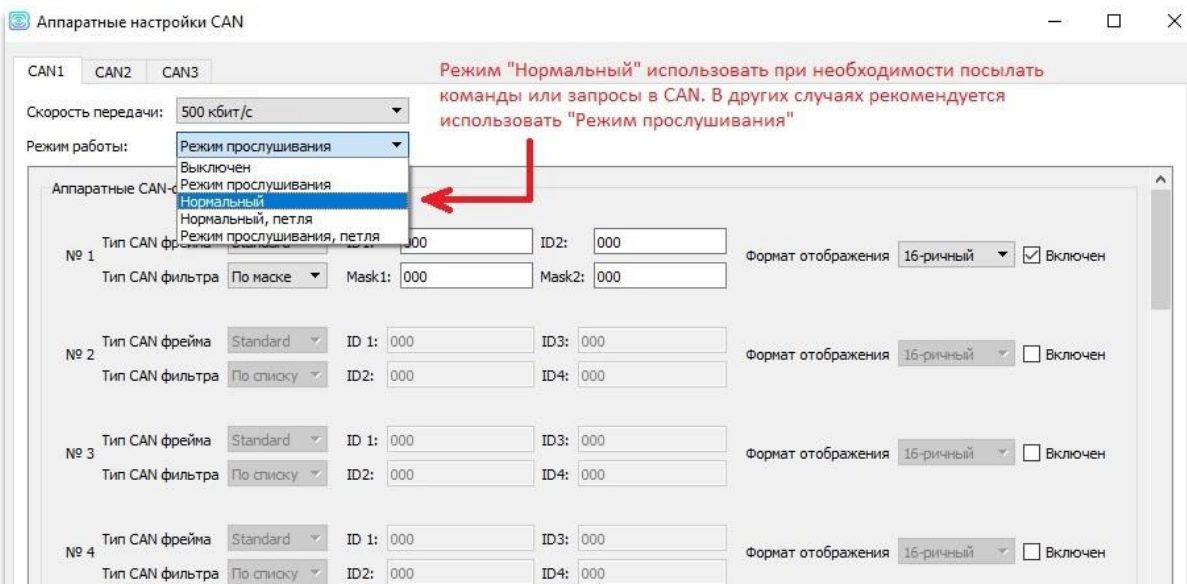 Аппаратные настройки CAN
CAN1 CAN2 CAN3
Режим "Нормальный" использовать при необходимости посылать
команды или запросы в CAN. В других случаях рекомендуется
использовать "Режим прослушивания"
Скорость передачи: 500 кбит/с
Режим работы: Режим прослушивания
Выключен
Режим прослушивания
Нормальный
Нормальный, петля
Режим прослушивания, петля
Аппаратные CAN-
№ 1
Тип CAN 000 ID2: 000
Тип CAN фильтра По маске Mask1: 000 Mask2: 000
Формат отображения 16-ричный Включен
№ 2
Тип CAN фрейма Standard ID 1: 000 ID3: 000
Тип CAN фильтра По списку ID2: 000 ID4: 000
Формат отображения 16-ричный Включен
№ 3
Тип CAN фрейма Standard ID 1: 000 ID3: 000
Тип CAN фильтра По списку ID2: 000 ID4: 000
Формат отображения 16-ричный Включен
№ 4
Тип CAN фрейма Standard ID 1: 000 ID3: 000
Тип CAN фильтра По списку ID2: 000 ID4: 000
Формат отображения 16-ричный Включен